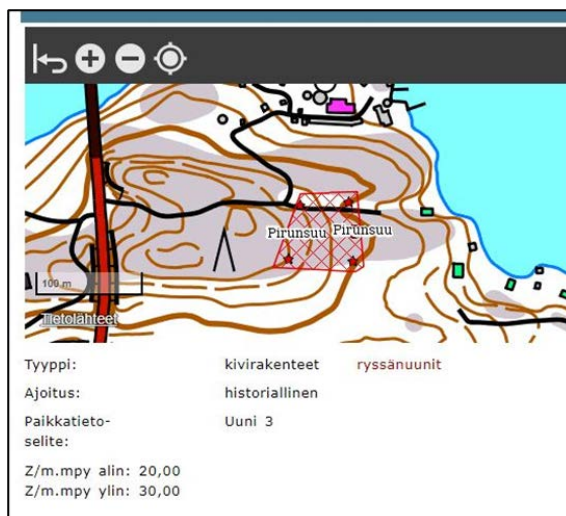 Pirunsuu Pirunsuu
100 m
Tietolähteet
Tyyppi: kivirakenteet ryssänuunit
Ajoitus: historiallinen
Paikkatieto- Uuni 3
selite:
Z/m.mpy alin: 20,00
Z/m.mpy ylin: 30,00